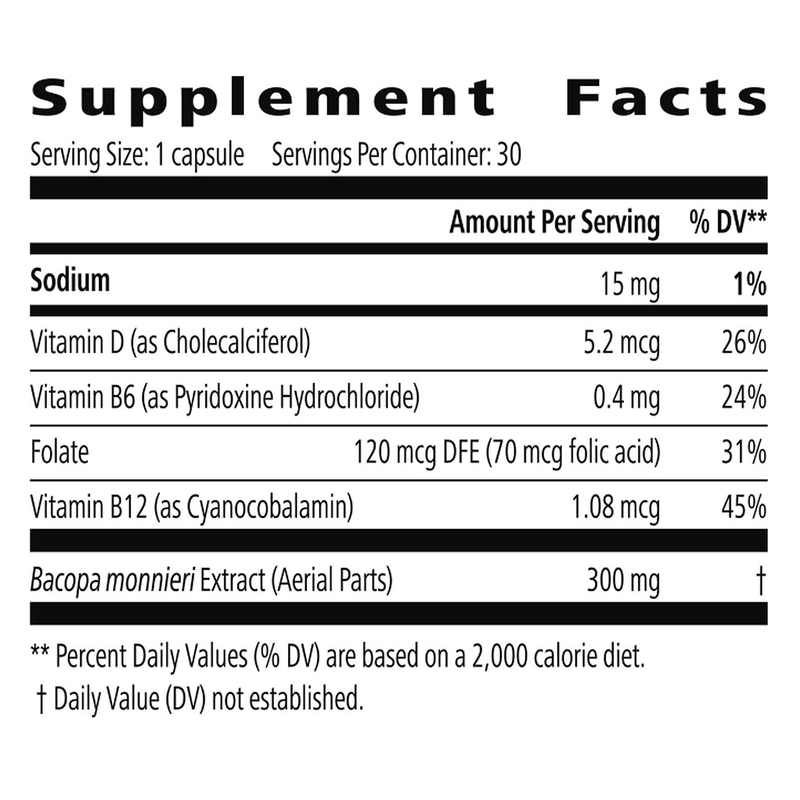 Supplement Facts
Serving Size: 1 capsule Servings Per Container: 30
Amount Per Serving % DV**
Sodium 15 mg 1%
Vitamin D (as Cholecalciferol) 5.2 mcg 26%
Vitamin B6 (as Pyridoxine Hydrochloride) 0.4 mg 24%
Folate 120 mcg DFE (70 mcg folic acid) 31%
Vitamin B12 (as Cyanocobalamin) 1.08 mcg 45%
Bacopa monnieri Extract (Aerial Parts) 300 mg †
** Percent Daily Values (% DV) are based on a 2,000 calorie diet.
† Daily Value (DV) not established.